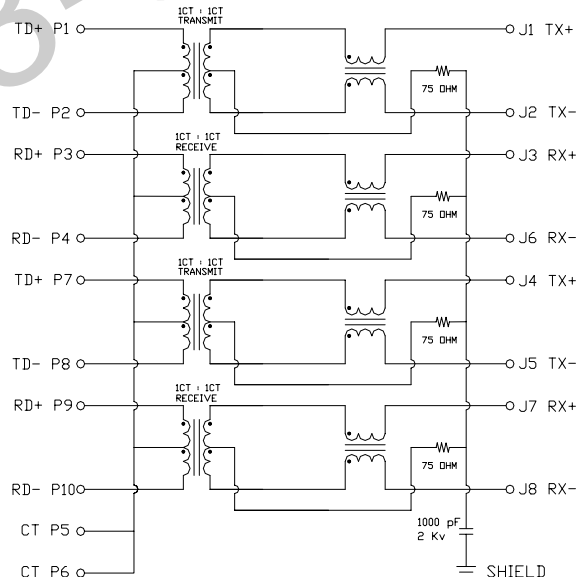 1CT : 1CT
TRANSMIT
TD+ P1
J1 TX+
75 OHM
TD- P2
J2 TX-
1CT : 1CT
RECEIVE
RD+ P3
J3 RX+
75 OHM
RD- P4
J6 RX-
1CT : 1CT
TRANSMIT
TD+ P7
J4 TX+
75 OHM
TD- P8
J5 TX-
1CT : 1CT
RECEIVE
RD+ P9
J7 RX+
75 OHM
RD- P10
J8 RX-
1000 pF
2 Kv
CT P5
CT P6
SHIELD